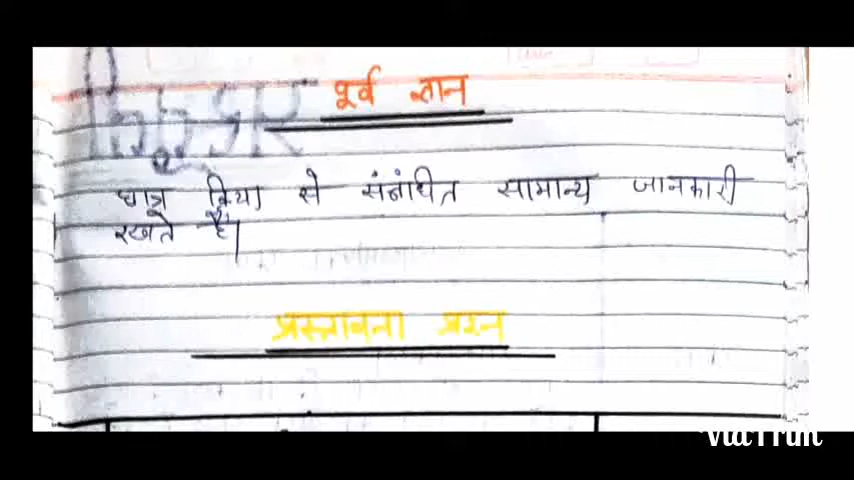 पूर्व ज्ञान
छात्र क्रिया से संबंधित सामान्य जानकारी
रखते हैं।
प्रस्तावना प्रश्न